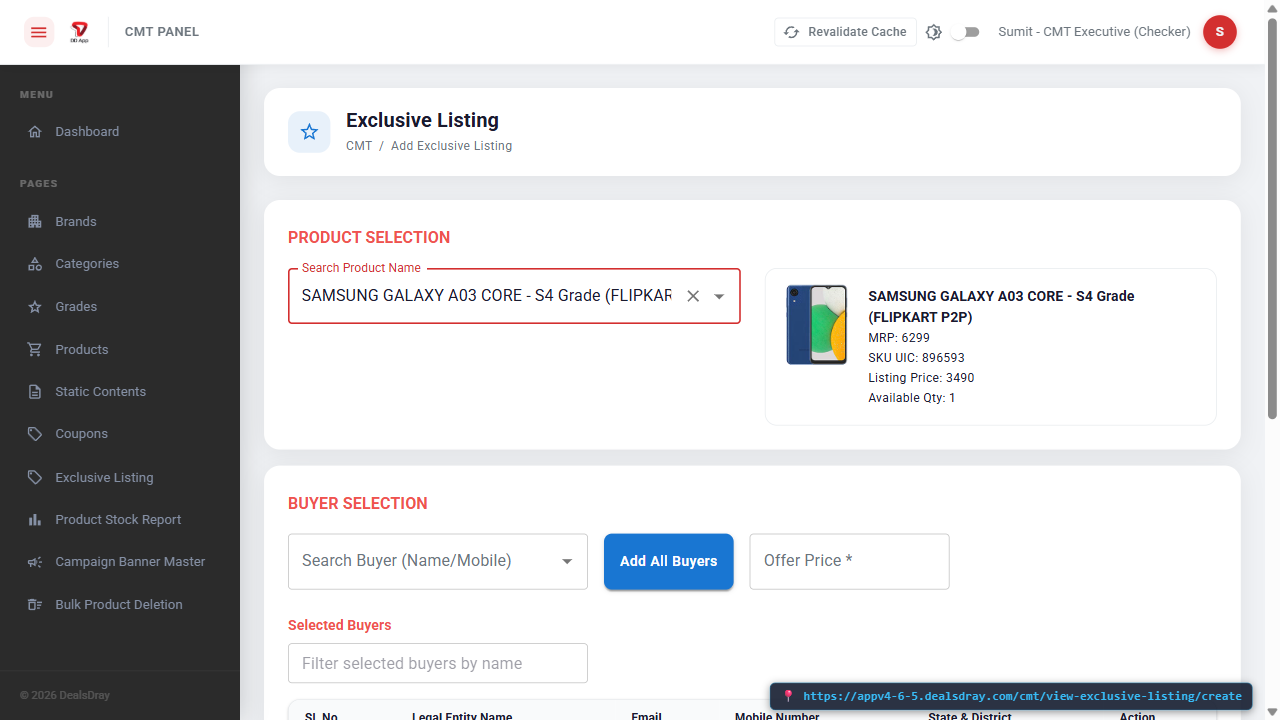 DD App
CMT PANEL
Revalidate Cache
Sumit - CMT Executive (Checker)
S
MENU
Dashboard
PAGES
Brands
Categories
Grades
Products
Static Contents
Coupons
Exclusive Listing
Product Stock Report
Campaign Banner Master
Bulk Product Deletion
© 2026 DealsDray
Exclusive Listing
CMT / Add Exclusive Listing
PRODUCT SELECTION
Search Product Name
SAMSUNG GALAXY A03 CORE - S4 Grade (FLIPKAR
SAMSUNG GALAXY A03 CORE - S4 Grade
(FLIPKART P2P)
MRP: 6299
SKU UIC: 896593
Listing Price: 3490
Available Qty: 1
BUYER SELECTION
Search Buyer (Name/Mobile)
Add All Buyers
Offer Price *
Selected Buyers
Filter selected buyers by name
SL No Legal Entity Name Email Mobile Number State & District Action
https://appv4-6-5.dealsdray.com/cmt/view-exclusive-listing/create